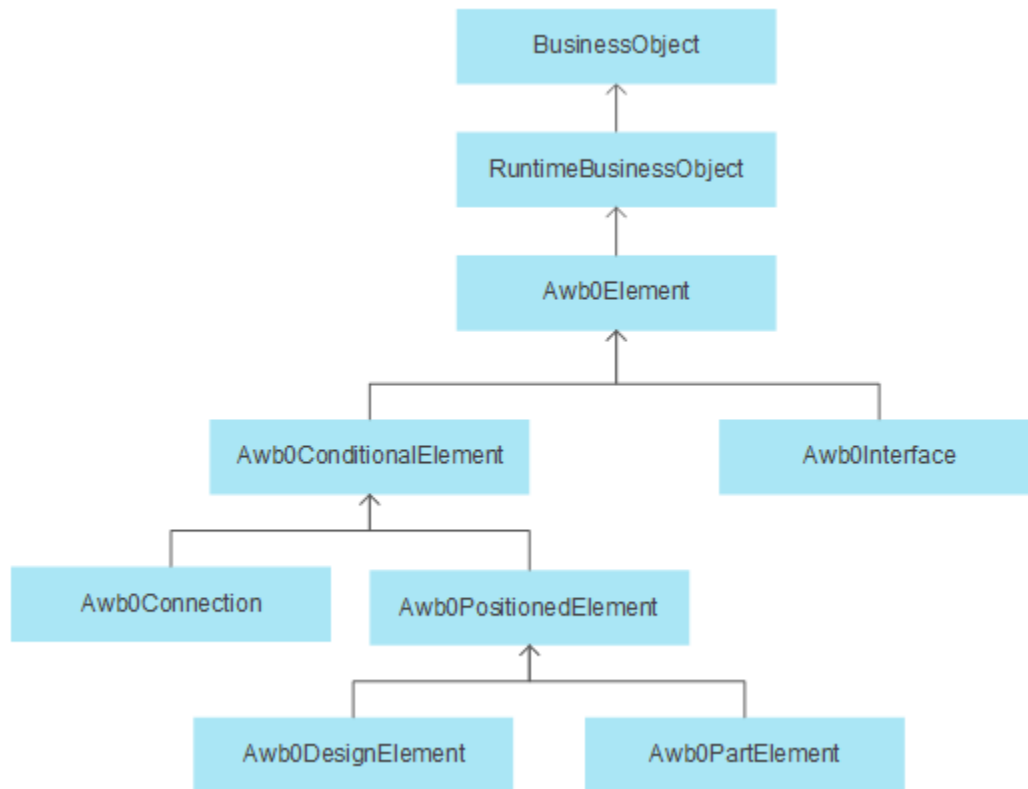 BusinessObject
RuntimeBusinessObject
Awb0Element
Awb0ConditionalElement
Awb0Interface
Awb0Connection
Awb0PositionedElement
Awb0DesignElement
Awb0PartElement